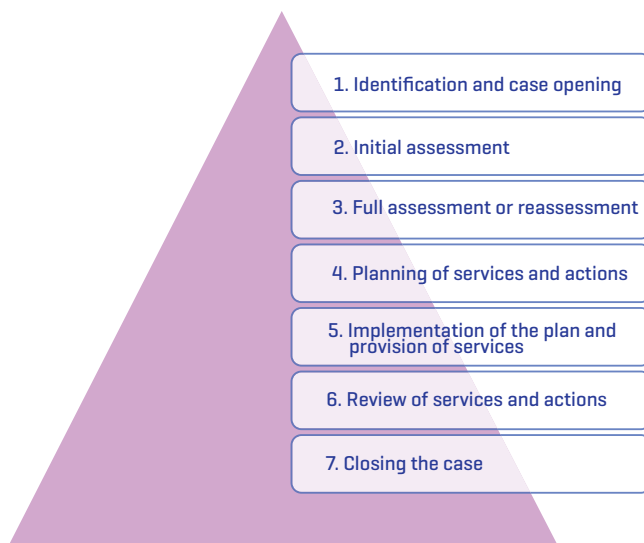 1. Identification and case opening
2. Initial assessment
3. Full assessment or reassessment
4. Planning of services and actions
5. Implementation of the plan and
provision of services
6. Review of services and actions
7. Closing the case